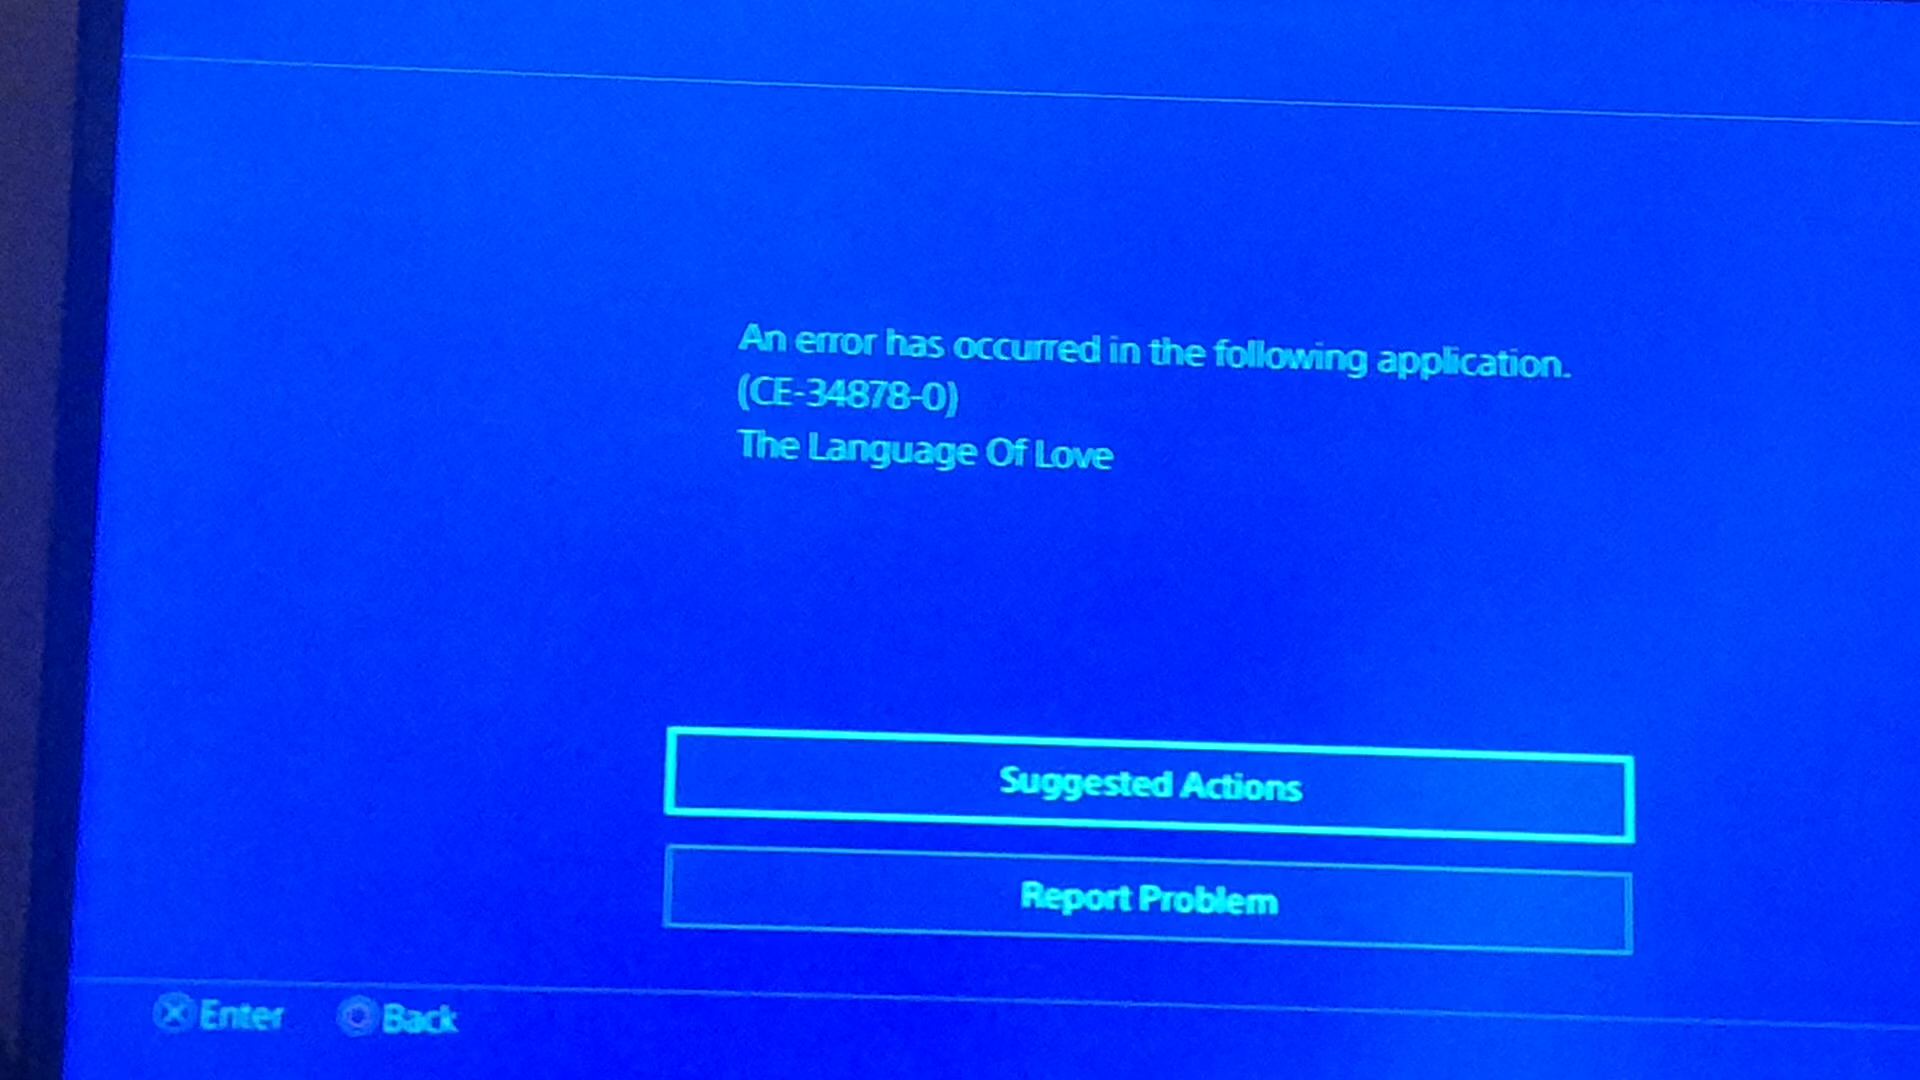 An error has occurred in the following application.
(CE-34878-0)
The Language Of Love
Suggested Actions
Report Problem
Enter
Back